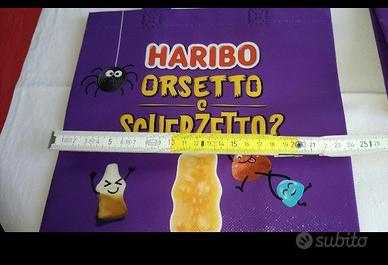 HARIBO
ORSETTO
e
SCHERZETTO?
subito